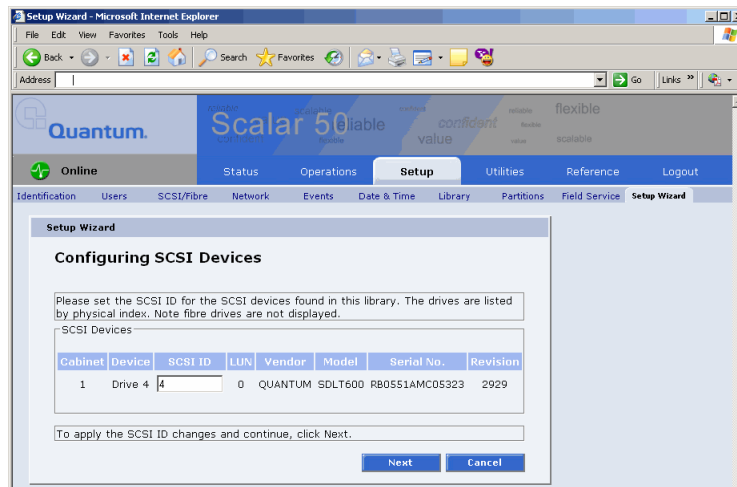 Setup Wizard - Microsoft Internet Explorer
File Edit View Favorites Tools Help
Back Search Favorites
Address Go Links »
Quantum. Scalar 50 reliable value confident flexible scalable
Online Status Operations Setup Utilities Reference Logout
Identification Users SCSI/Fibre Network Events Date & Time Library Partitions Field Service Setup Wizard
Setup Wizard
Configuring SCSI Devices
Please set the SCSI ID for the SCSI devices found in this library. The drives are listed
by physical index. Note fibre drives are not displayed.
SCSI Devices
Cabinet Device SCSI ID LUN Vendor Model Serial No. Revision
1 Drive 4 4 0 QUANTUM SDLT600 RB0551AMC05323 2929
To apply the SCSI ID changes and continue, click Next.
Next Cancel